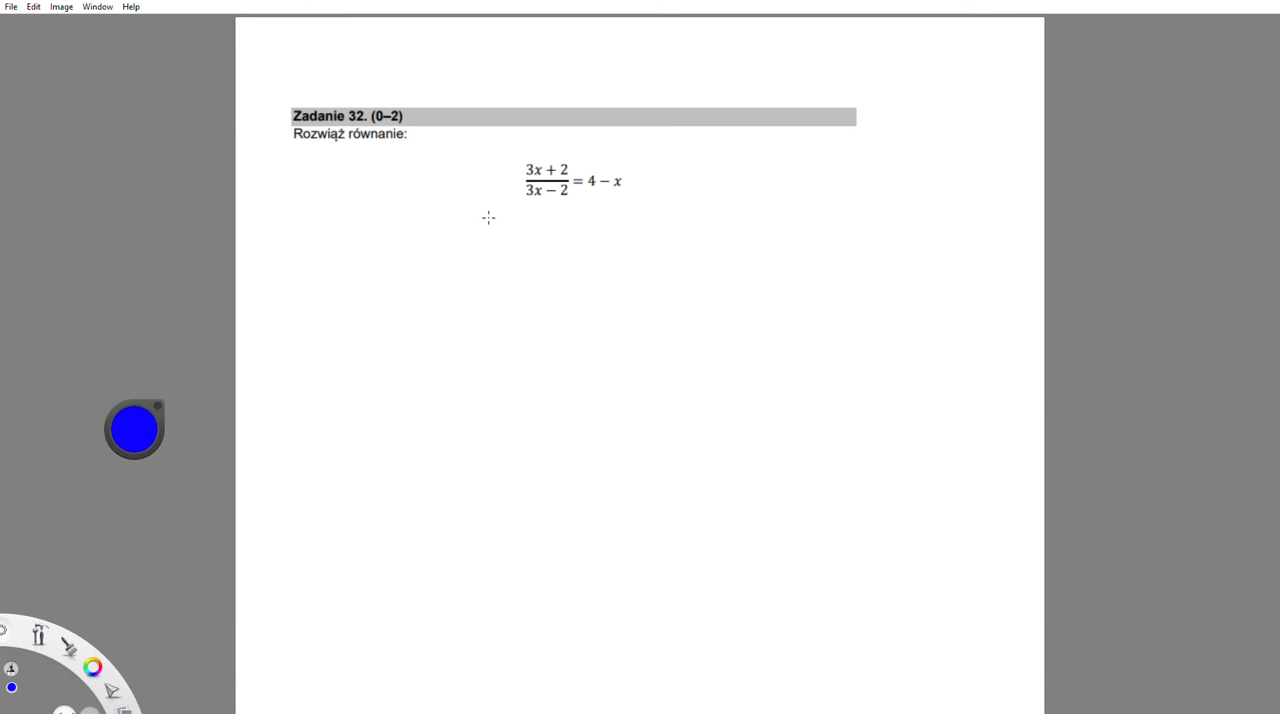 File Edit Image Window Help
Zadanie 32. (0–2)
Rozwiąż równanie:
3x + 2
3x − 2 = 4 − x